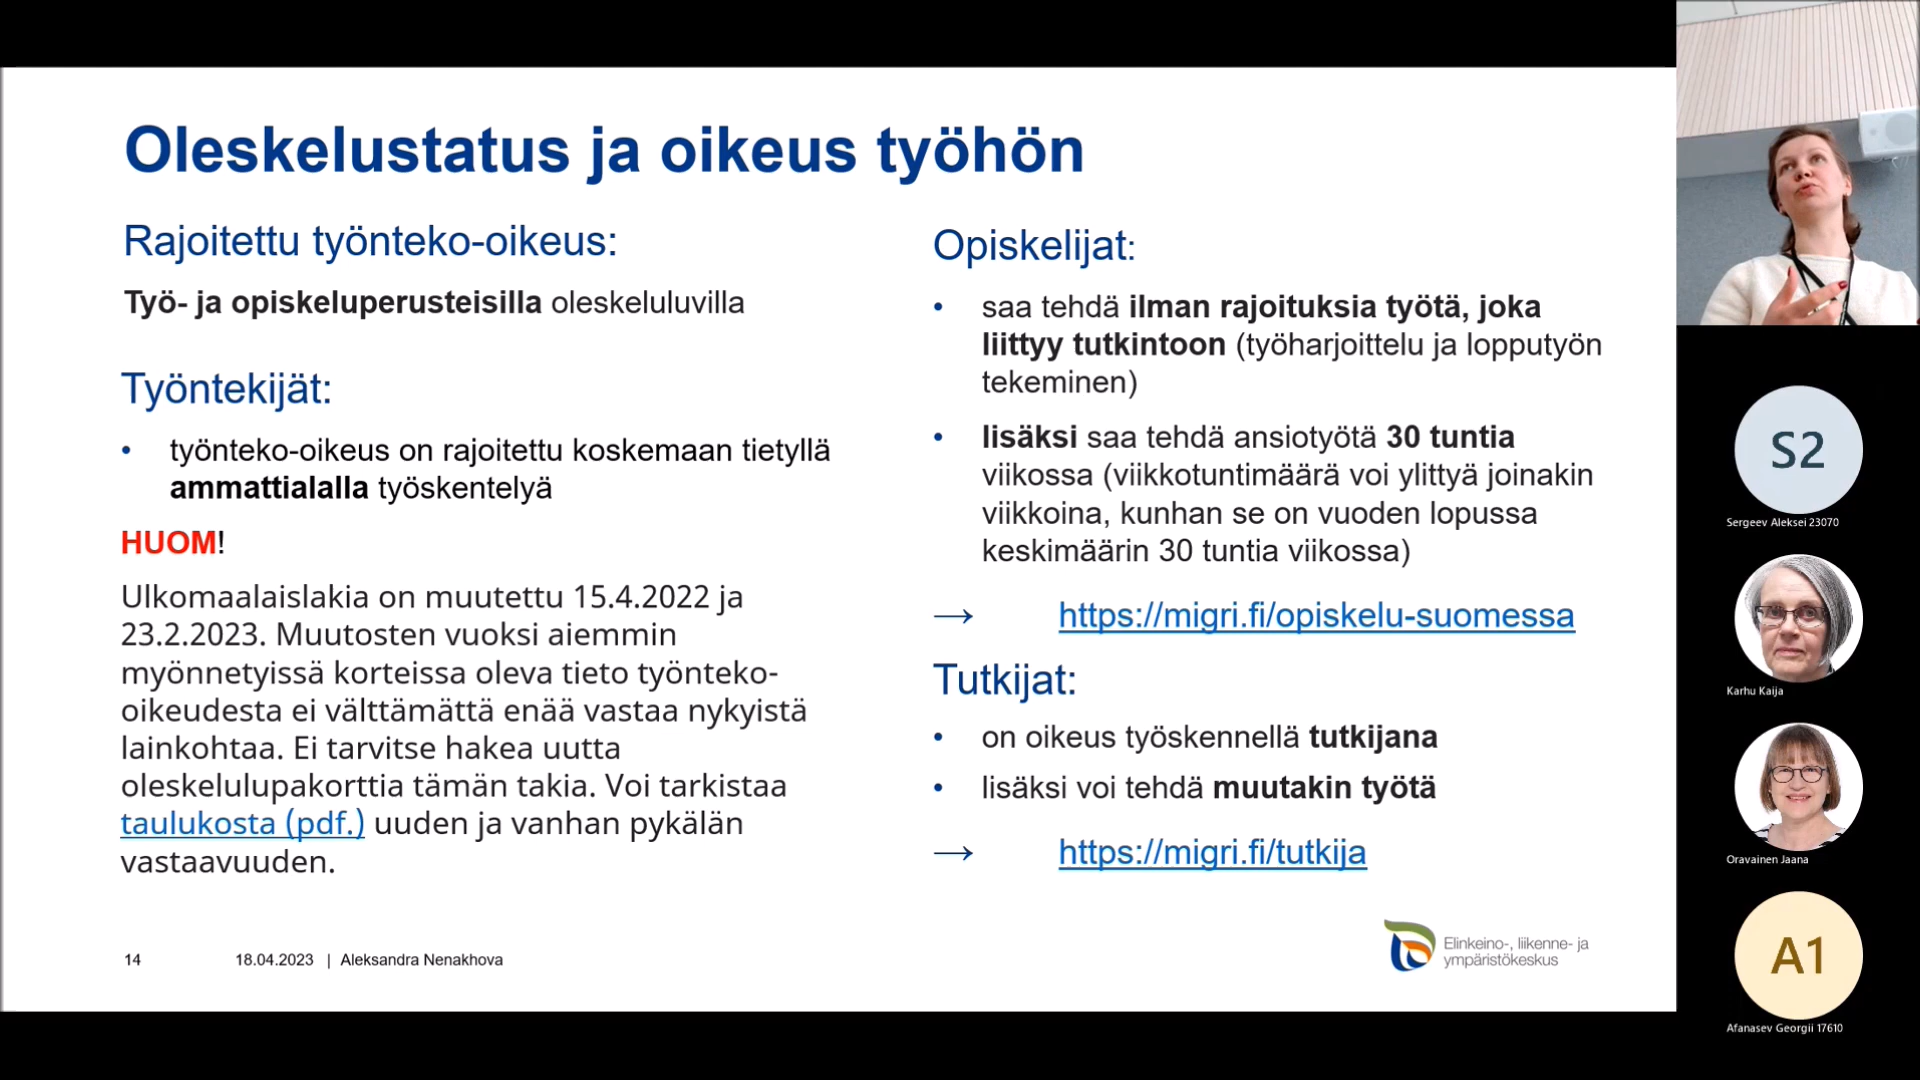 Oleskelustatus ja oikeus työhön
Rajoitettu työnteko-oikeus:
Työ- ja opiskeluperusteisilla oleskeluluvilla
Työntekijät:
• työnteko-oikeus on rajoitettu koskemaan tietyllä
ammattialalla työskentelyä
HUOM!
Ulkomaalaislakia on muutettu 15.4.2022 ja
23.2.2023. Muutosten vuoksi aiemmin
myönnetyissä korteissa oleva tieto työnteko-
oikeudesta ei välttämättä enää vastaa nykyistä
lainkohtaa. Ei tarvitse hakea uutta
oleskelulupakorttia tämän takia. Voi tarkistaa
taulukosta (pdf.) uuden ja vanhan pykälän
vastaavuuden.
Opiskelijat:
• saa tehdä ilman rajoituksia työtä, joka
liittyy tutkintoon (työharjoittelu ja lopputyön
tekeminen)
• lisäksi saa tehdä ansiotyötä 30 tuntia
viikossa (viikkotuntimäärä voi ylittyä joinakin
viikkoina, kunhan se on vuoden lopussa
keskimäärin 30 tuntia viikossa)
→ https://migri.fi/opiskelu-suomessa
Tutkijat:
• on oikeus työskennellä tutkijana
• lisäksi voi tehdä muutakin työtä
→ https://migri.fi/tutkija
14 18.04.2023 | Aleksandra Nenakhova
Elinkeino-, liikenne- ja
ympäristökeskus
S2
Sergeev Aleksei 23070
Karhu Kaija
Oravainen Jaana
A1
Afanasev Georgii 17610